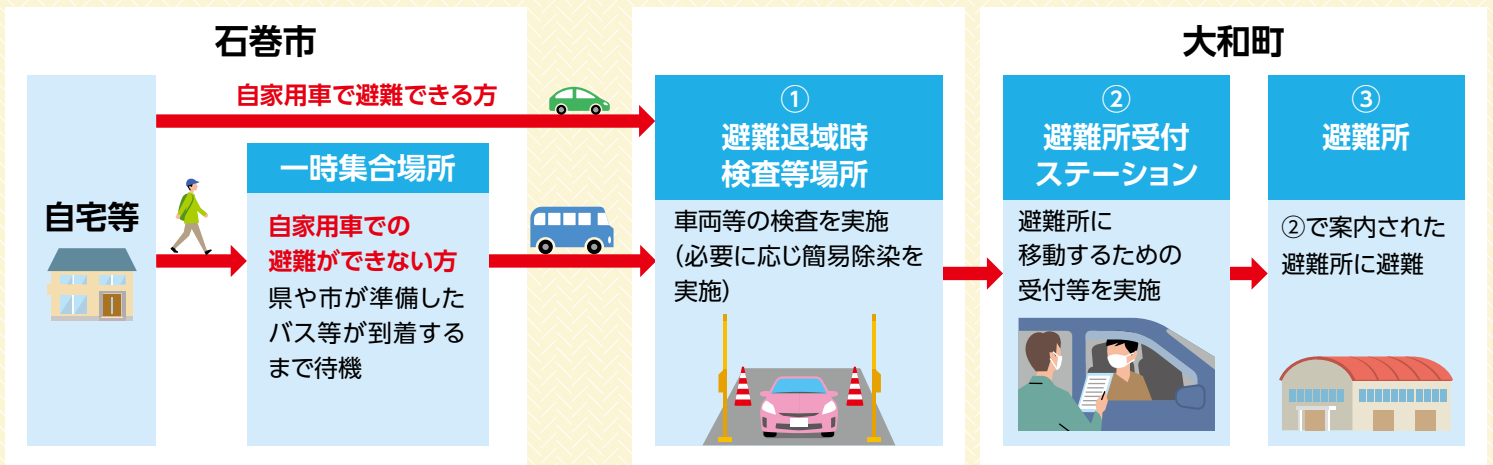 石巻市
自宅等
自家用車で避難できる方
一時集合場所
自家用車での
避難ができない方
県や市が準備した
バス等が到着する
まで待機
①
避難退域時
検査等場所
車両等の検査を実施
(必要に応じ簡易除染を
実施)
大和町
②
避難所受付
ステーション
避難所に
移動するための
受付等を実施
③
避難所
②で案内された
避難所に避難